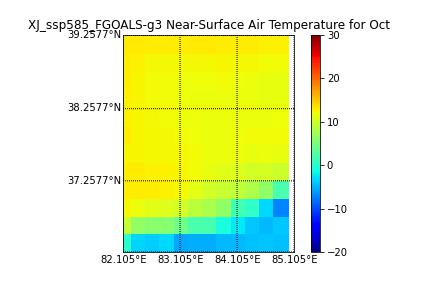 XJ_ssp585_FGOALS-g3 Near-Surface Air Temperature for Oct
39.2577°N
38.2577°N
37.2577°N
82.105°E 83.105°E 84.105°E 85.105°E
30
20
10
0
−10
−20